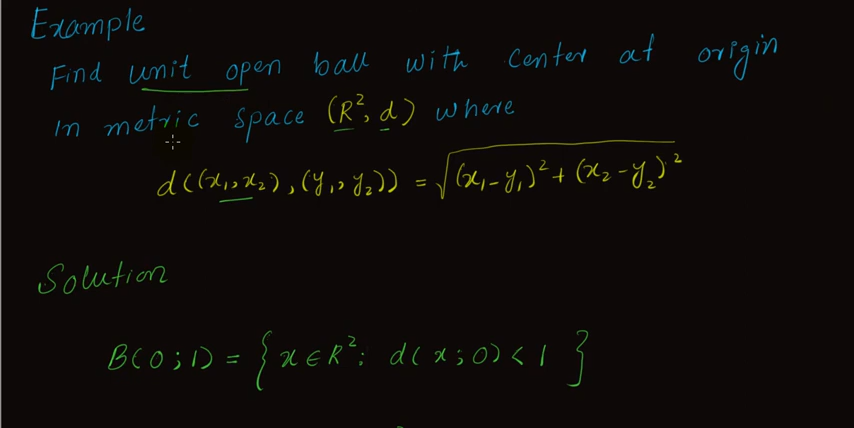 Example
Find unit open ball with center at origin
In metric space (R², d) where
d((x₁, x₂), (y₁, y₂)) = √(x₁-y₁)² + (x₂-y₂)²
Solution
B(0;1) = { x ∈ R²: d(x;0) < 1 }